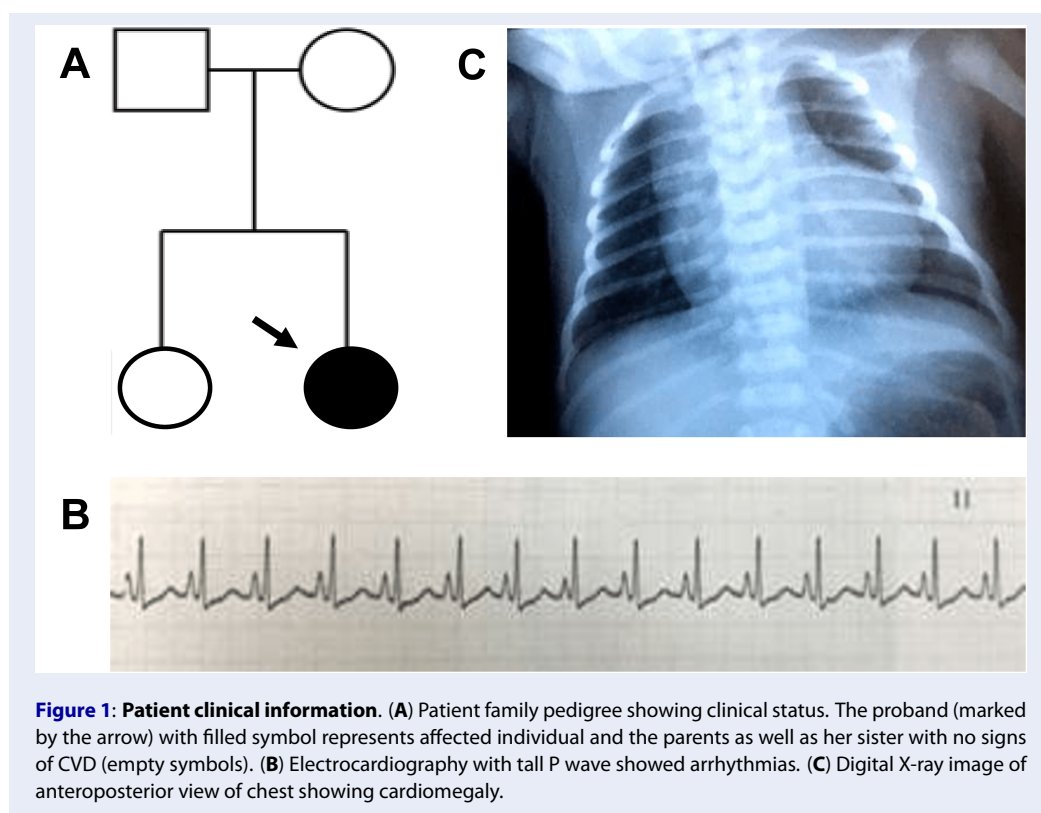 A
C
B
II
Figure 1: Patient clinical information. (A) Patient family pedigree showing clinical status. The proband (marked
by the arrow) with filled symbol represents affected individual and the parents as well as her sister with no signs
of CVD (empty symbols). (B) Electrocardiography with tall P wave showed arrhythmias. (C) Digital X-ray image of
anteroposterior view of chest showing cardiomegaly.